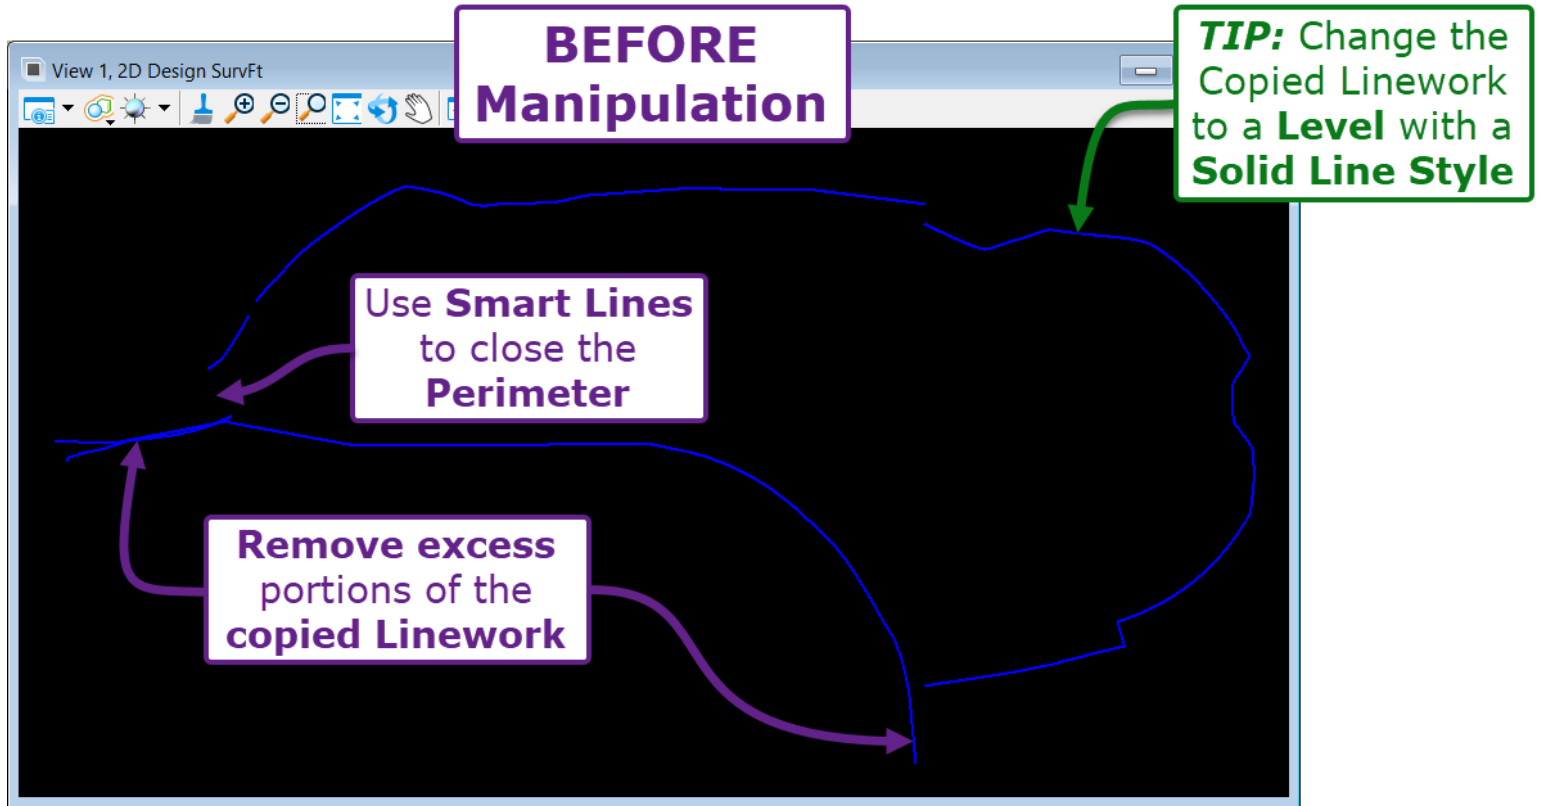 BEFORE
Manipulation
TIP: Change the
Copied Linework
to a Level with a
Solid Line Style
View 1, 2D Design SurvFt
Use Smart Lines
to close the
Perimeter
Remove excess
portions of the
copied Linework